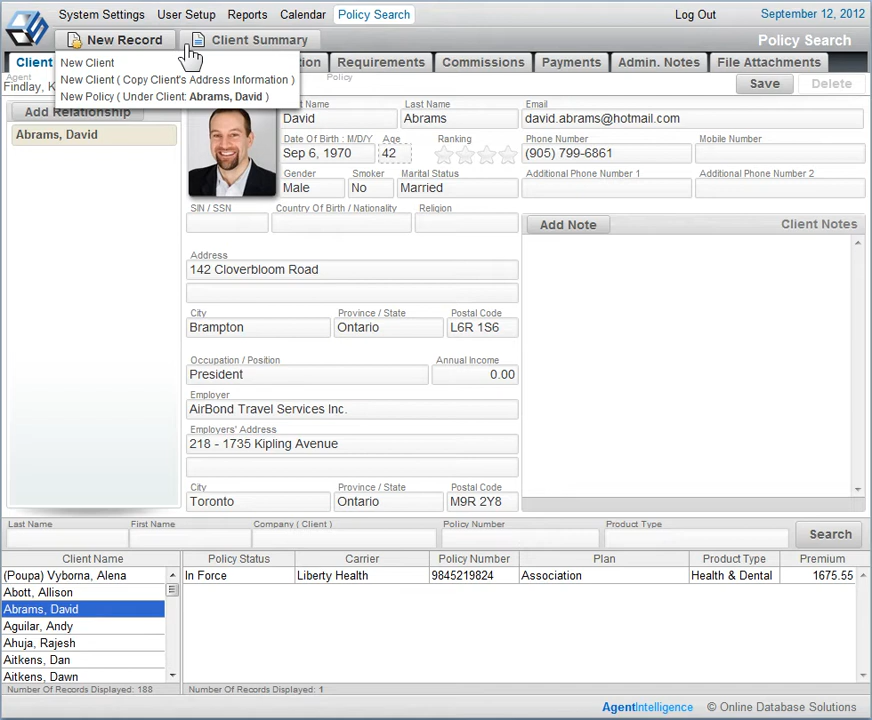 System Settings User Setup Reports Calendar Policy Search Log Out September 12, 2012
New Record Client Summary Policy Search
Client Requirements Commissions Payments Admin. Notes File Attachments
New Client
New Client ( Copy Client's Address Information )
New Policy ( Under Client: Abrams, David )
Agent Policy
Findlay, K Save Delete
Add Relationship
Abrams, David
Last Name Email
David Abrams david.abrams@hotmail.com
Date Of Birth : M/D/Y Age Ranking Phone Number Mobile Number
Sep 6, 1970 42 (905) 799-6861
Gender Smoker Marital Status Additional Phone Number 1 Additional Phone Number 2
Male No Married
SIN / SSN Country Of Birth / Nationality Religion
Add Note Client Notes
Address
142 Cloverbloom Road
City Province / State Postal Code
Brampton Ontario L6R 1S6
Occupation / Position Annual Income
President 0.00
Employer
AirBond Travel Services Inc.
Employers' Address
218 - 1735 Kipling Avenue
City Province / State Postal Code
Toronto Ontario M9R 2Y8
Last Name First Name Company ( Client ) Policy Number Product Type
Search
Client Name Policy Status Carrier Policy Number Plan Product Type Premium
(Poupa) Vyborna, Alena In Force Liberty Health 9845219824 Association Health & Dental 1675.55
Abott, Allison
Abrams, David
Aguilar, Andy
Ahuja, Rajesh
Aitkens, Dan
Aitkens, Dawn
Number Of Records Displayed: 188 Number Of Records Displayed: 1
AgentIntelligence © Online Database Solutions